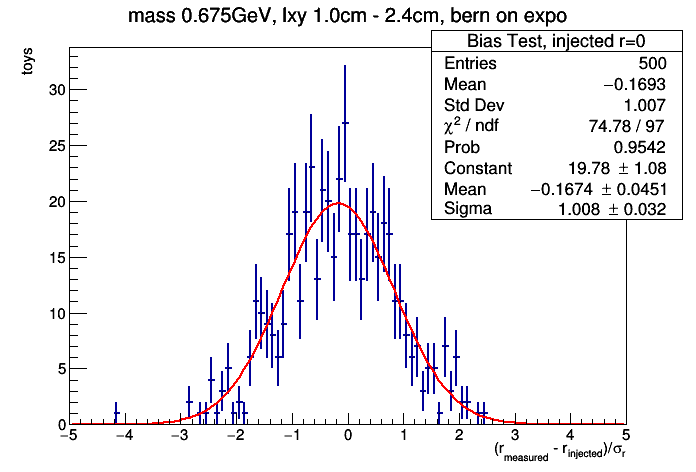 mass 0.675GeV, lxy 1.0cm - 2.4cm, bern on expo
Bias Test, injected r=0
Entries 500
Mean −0.1693
Std Dev 1.007
χ² / ndf 74.78 / 97
Prob 0.9542
Constant 19.78 ± 1.08
Mean −0.1674 ± 0.0451
Sigma 1.008 ± 0.032
toys
30
25
20
15
10
5
0
−5 −4 −3 −2 −1 0 1 2 3 4 5
(r_measured - r_injected)/σ_r